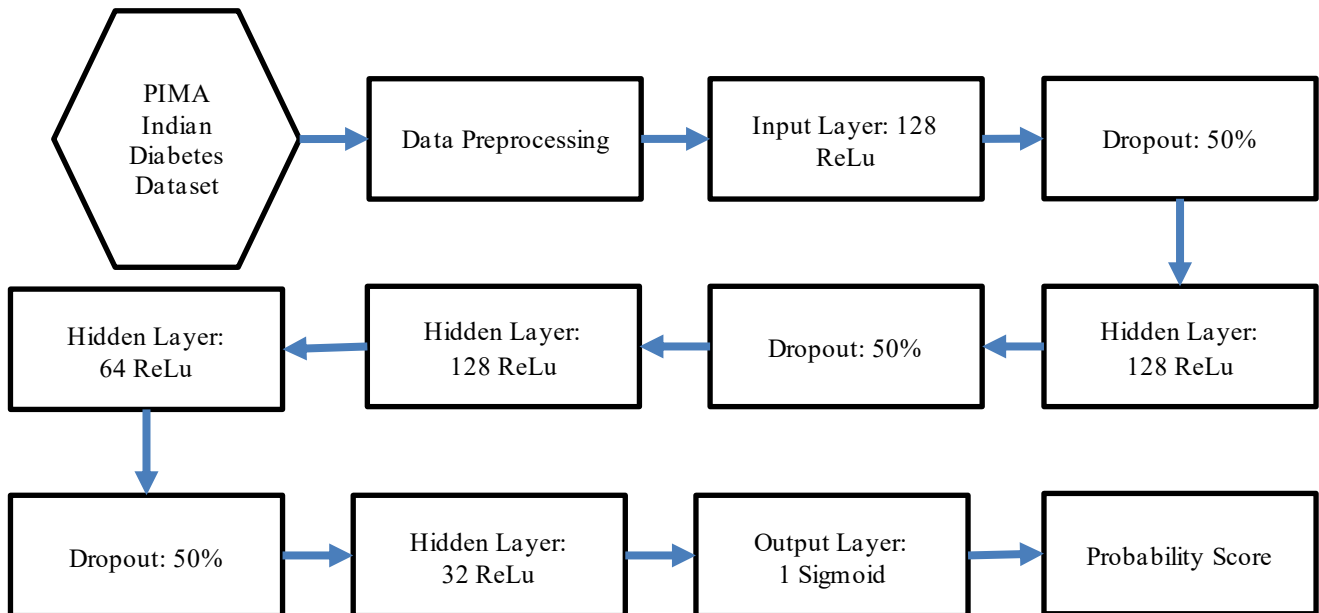 PIMA
Indian
Diabetes
Dataset
Data Preprocessing
Input Layer: 128
ReLu
Dropout: 50%
Hidden Layer:
128 ReLu
Dropout: 50%
Hidden Layer:
128 ReLu
Hidden Layer:
64 ReLu
Dropout: 50%
Hidden Layer:
32 ReLu
Output Layer:
1 Sigmoid
Probability Score